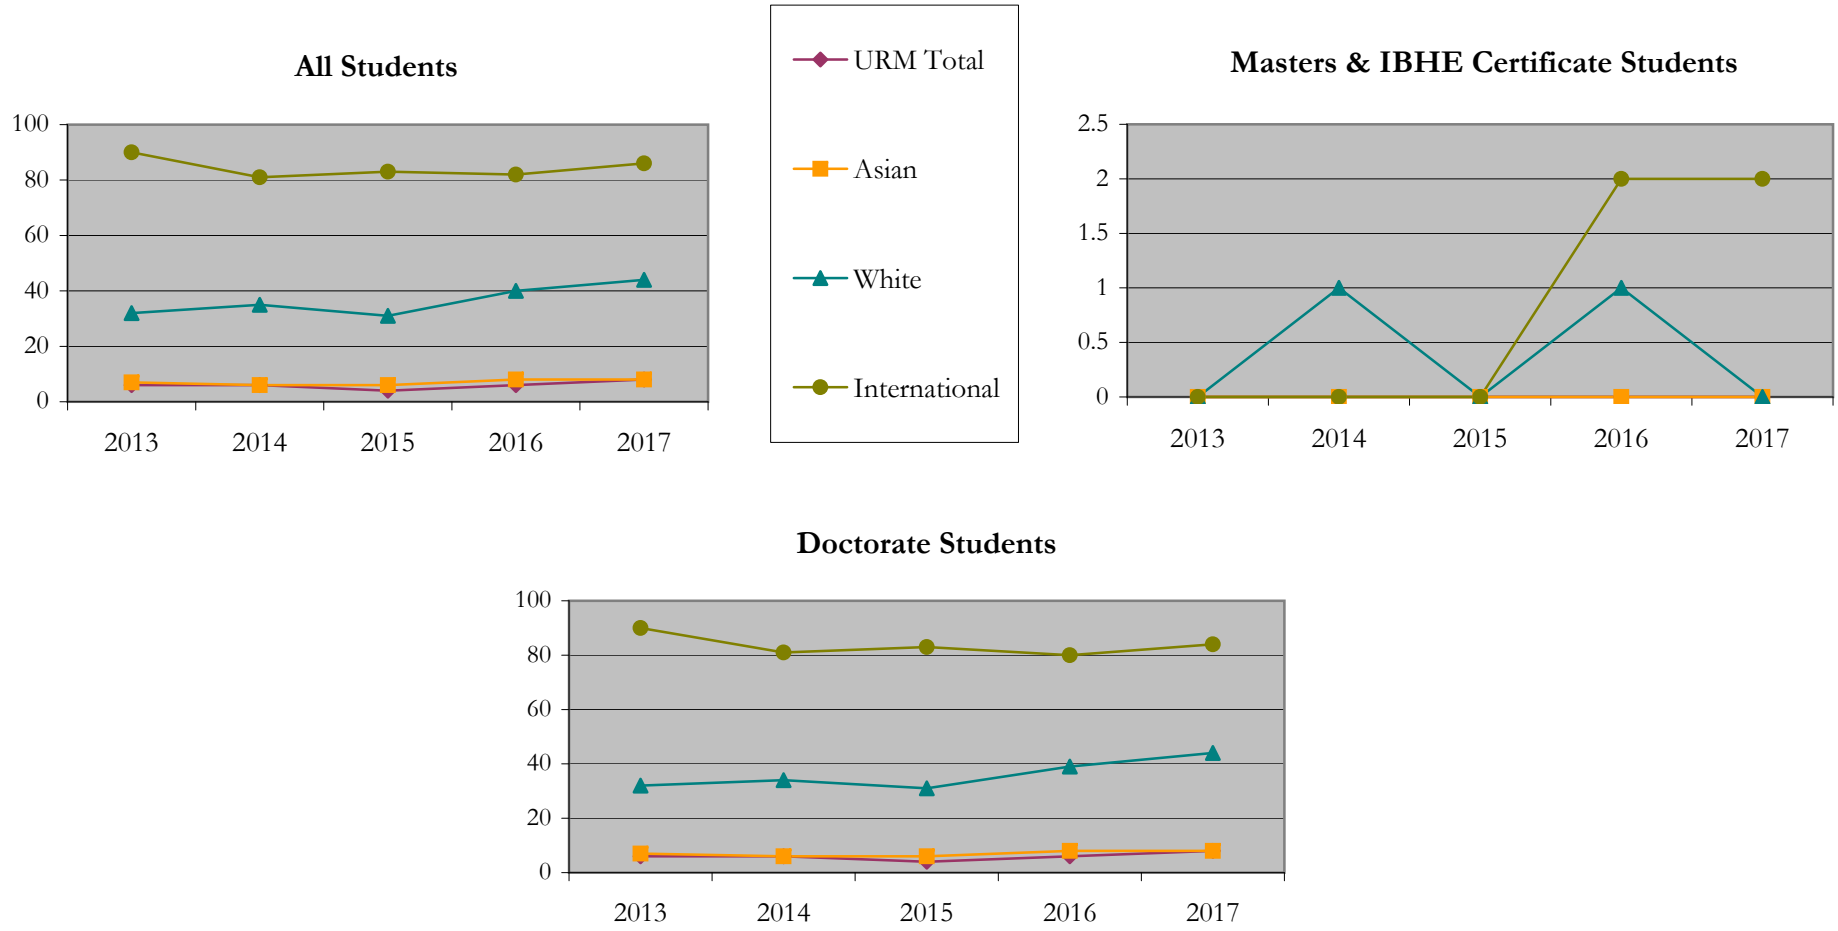 All Students
100
80
60
40
20
0
2013 2014 2015 2016 2017
URM Total
Asian
White
International
Masters & IBHE Certificate Students
2.5
2
1.5
1
0.5
0
2013 2014 2015 2016 2017
Doctorate Students
100
80
60
40
20
0
2013 2014 2015 2016 2017